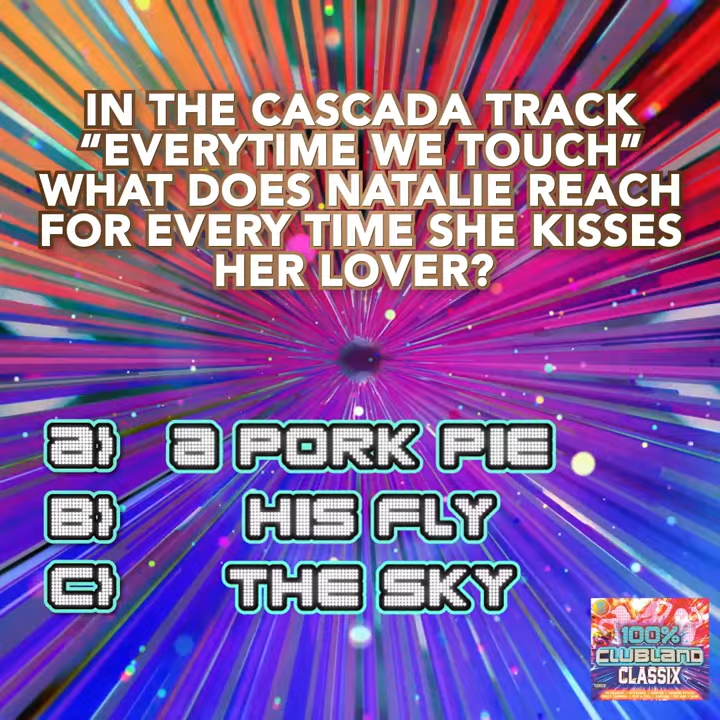 IN THE CASCADA TRACK
“EVERYTIME WE TOUCH”
WHAT DOES NATALIE REACH
FOR EVERY TIME SHE KISSES
HER LOVER?
A) A PORK PIE
B) HIS FLY
C) THE SKY
100%
CLUBLAND
CLASSIX